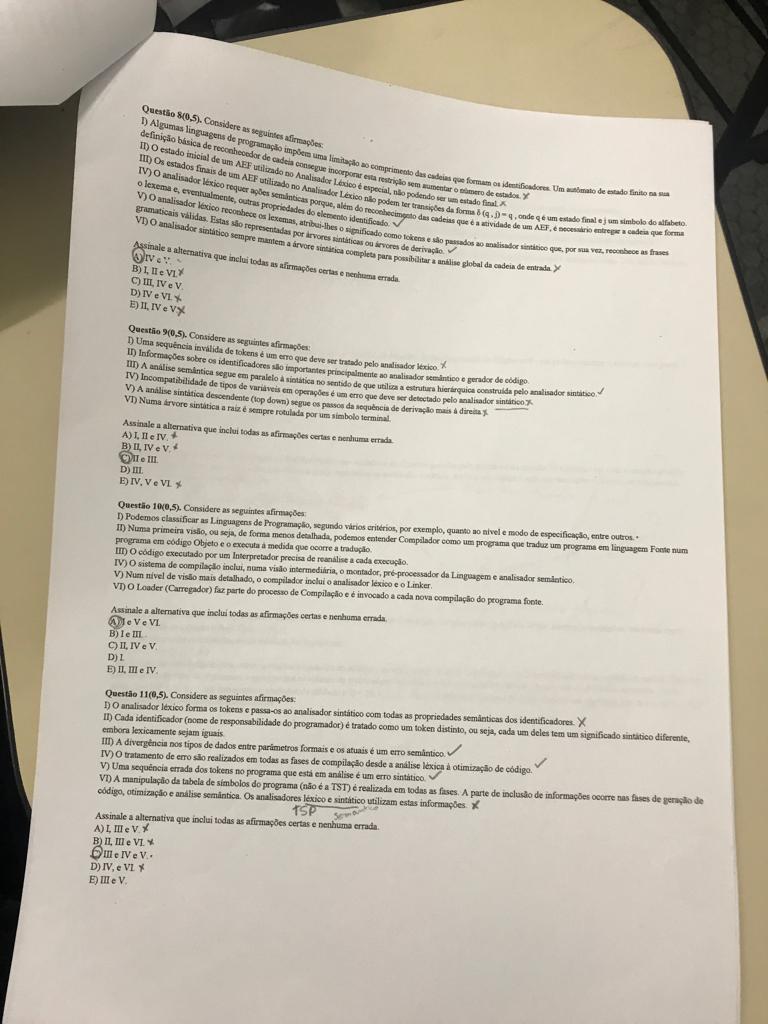 Questão 8(0,5). Considere as seguintes afirmações:
I) Algumas linguagens de programação impõem uma limitação ao comprimento das cadeias que formam os identificadores. Um autômato de estado finito na sua
definição básica de reconhecedor de cadeia consegue incorporar esta restrição sem aumentar o número de estados. ✗
II) O estado inicial de um AEF utilizado no Analisador Léxico é especial, não podendo ser um estado final. ✗
III) Os estados finais de um AEF utilizado no Analisador Léxico não podem ter transições da forma δ (q , j) = q , onde q é um estado final e j um símbolo do alfabeto.
IV) O analisador léxico requer ações semânticas porque, além do reconhecimento das cadeias que é a atividade de um AEF, é necessário entregar a cadeia que forma
o lexema e, eventualmente, outras propriedades do elemento identificado. ✓
V) O analisador léxico reconhece os lexemas, atribui-lhes o significado como tokens e são passados ao analisador sintático que, por sua vez, reconhece as frases
gramaticais válidas. Estas são representadas por árvores sintáticas ou árvores de derivação. ✓
VI) O analisador sintático sempre mantem a árvore sintática completa para possibilitar a análise global da cadeia de entrada. ✗
Assinale a alternativa que inclui todas as afirmações certas e nenhuma errada.
A) IV e V.
B) I, II e VI. ✗
C) III, IV e V.
D) IV e VI. ✗
E) II, IV e V ✗
Questão 9(0,5). Considere as seguintes afirmações:
I) Uma sequência inválida de tokens é um erro que deve ser tratado pelo analisador léxico. ✗
II) Informações sobre os identificadores são importantes principalmente ao analisador semântico e gerador de código.
III) A análise semântica segue em paralelo à sintática no sentido de que utiliza a estrutura hierárquica construída pelo analisador sintático. ✓
IV) Incompatibilidade de tipos de variáveis em operações é um erro que deve ser detectado pelo analisador sintático. ✗
V) A análise sintática descendente (top down) segue os passos da sequência de derivação mais à direita ✗
VI) Numa árvore sintática a raiz é sempre rotulada por um símbolo terminal.
Assinale a alternativa que inclui todas as afirmações certas e nenhuma errada.
A) I, II e IV. ✗
B) II, IV e V. ✗
C) II e III.
D) III.
E) IV, V e VI. ✗
Questão 10(0,5). Considere as seguintes afirmações:
I) Podemos classificar as Linguagens de Programação, segundo vários critérios, por exemplo, quanto ao nível e modo de especificação, entre outros.
II) Numa primeira visão, ou seja, de forma menos detalhada, podemos entender Compilador como um programa que traduz um programa em linguagem Fonte num
programa em código Objeto e o executa à medida que ocorre a tradução.
III) O código executado por um Interpretador precisa de reanálise a cada execução.
IV) O sistema de compilação inclui, numa visão intermediária, o montador, pré-processador da Linguagem e analisador semântico.
V) Num nível de visão mais detalhado, o compilador inclui o analisador léxico e o Linker.
VI) O Loader (Carregador) faz parte do processo de Compilação e é invocado a cada nova compilação do programa fonte.
Assinale a alternativa que inclui todas as afirmações certas e nenhuma errada.
A) I e V e VI.
B) I e III.
C) II, IV e V.
D) I.
E) II, III e IV.
Questão 11(0,5). Considere as seguintes afirmações:
I) O analisador léxico forma os tokens e passa-os ao analisador sintático com todas as propriedades semânticas dos identificadores. ✗
II) Cada identificador (nome de responsabilidade do programador) é tratado como um token distinto, ou seja, cada um deles tem um significado sintático diferente,
embora lexicamente sejam iguais.
III) A divergência nos tipos de dados entre parâmetros formais e os atuais é um erro semântico. ✓
IV) O tratamento de erro são realizados em todas as fases de compilação desde a análise léxica à otimização de código. ✓
V) Uma sequência errada dos tokens no programa que está em análise é um erro sintático. ✓
VI) A manipulação da tabela de símbolos do programa (não é a TST) é realizada em todas as fases. A parte de inclusão de informações ocorre nas fases de geração de
código, otimização e análise semântica. Os analisadores léxico e sintático utilizam estas informações. ✗
TSP semantico
Assinale a alternativa que inclui todas as afirmações certas e nenhuma errada.
A) I, III e V. ✗
B) II, III e VI. ✗
C) III e IV e V.
D) IV, e VI. ✗
E) III e V.